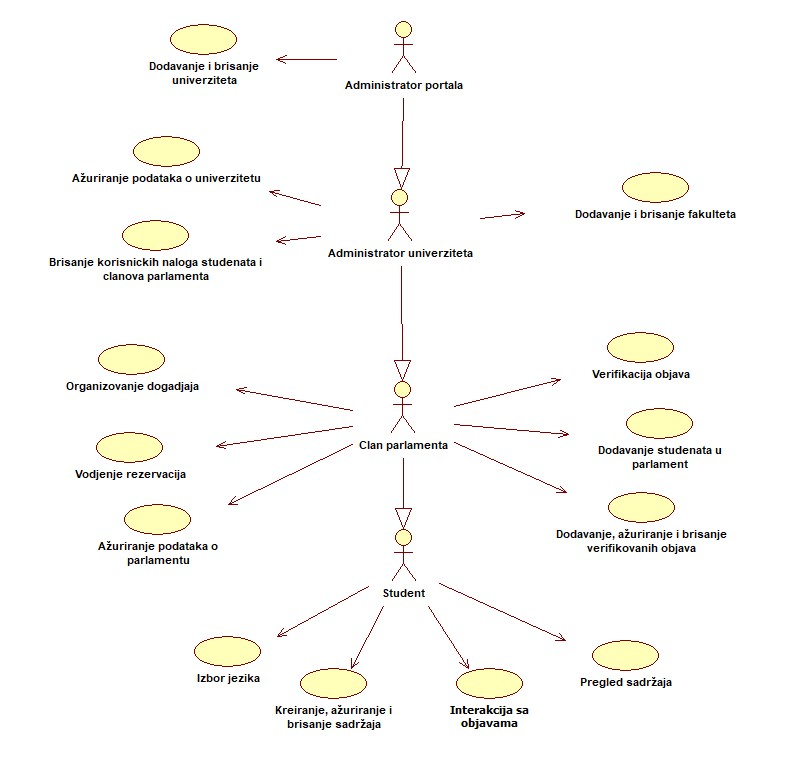 Dodavanje i brisanje
univerziteta
Administrator portala
Ažuriranje podataka o univerzitetu
Dodavanje i brisanje fakulteta
Brisanje korisnickih naloga studenata i
clanova parlamenta
Administrator univerziteta
Organizovanje dogadjaja
Verifikacija objava
Vodjenje rezervacija
Clan parlamenta
Dodavanje studenata u
parlament
Ažuriranje podataka o
parlamentu
Dodavanje, ažuriranje i brisanje
verifikovanih objava
Student
Izbor jezika
Kreiranje, ažuriranje i
brisanje sadržaja
Interakcija sa
objavama
Pregled sadržaja